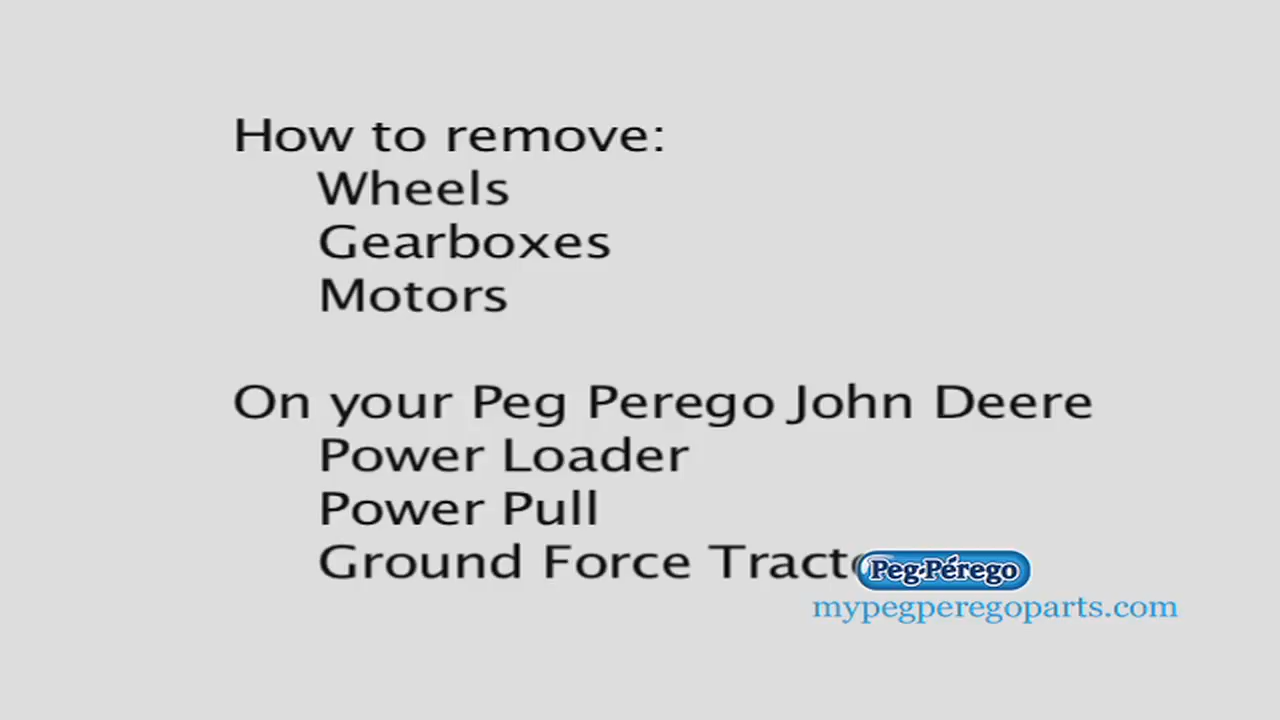 How to remove:
Wheels
Gearboxes
Motors
On your Peg Perego John Deere
Power Loader
Power Pull
Ground Force Tracto
Peg-Pérego
mypegperegoparts.com